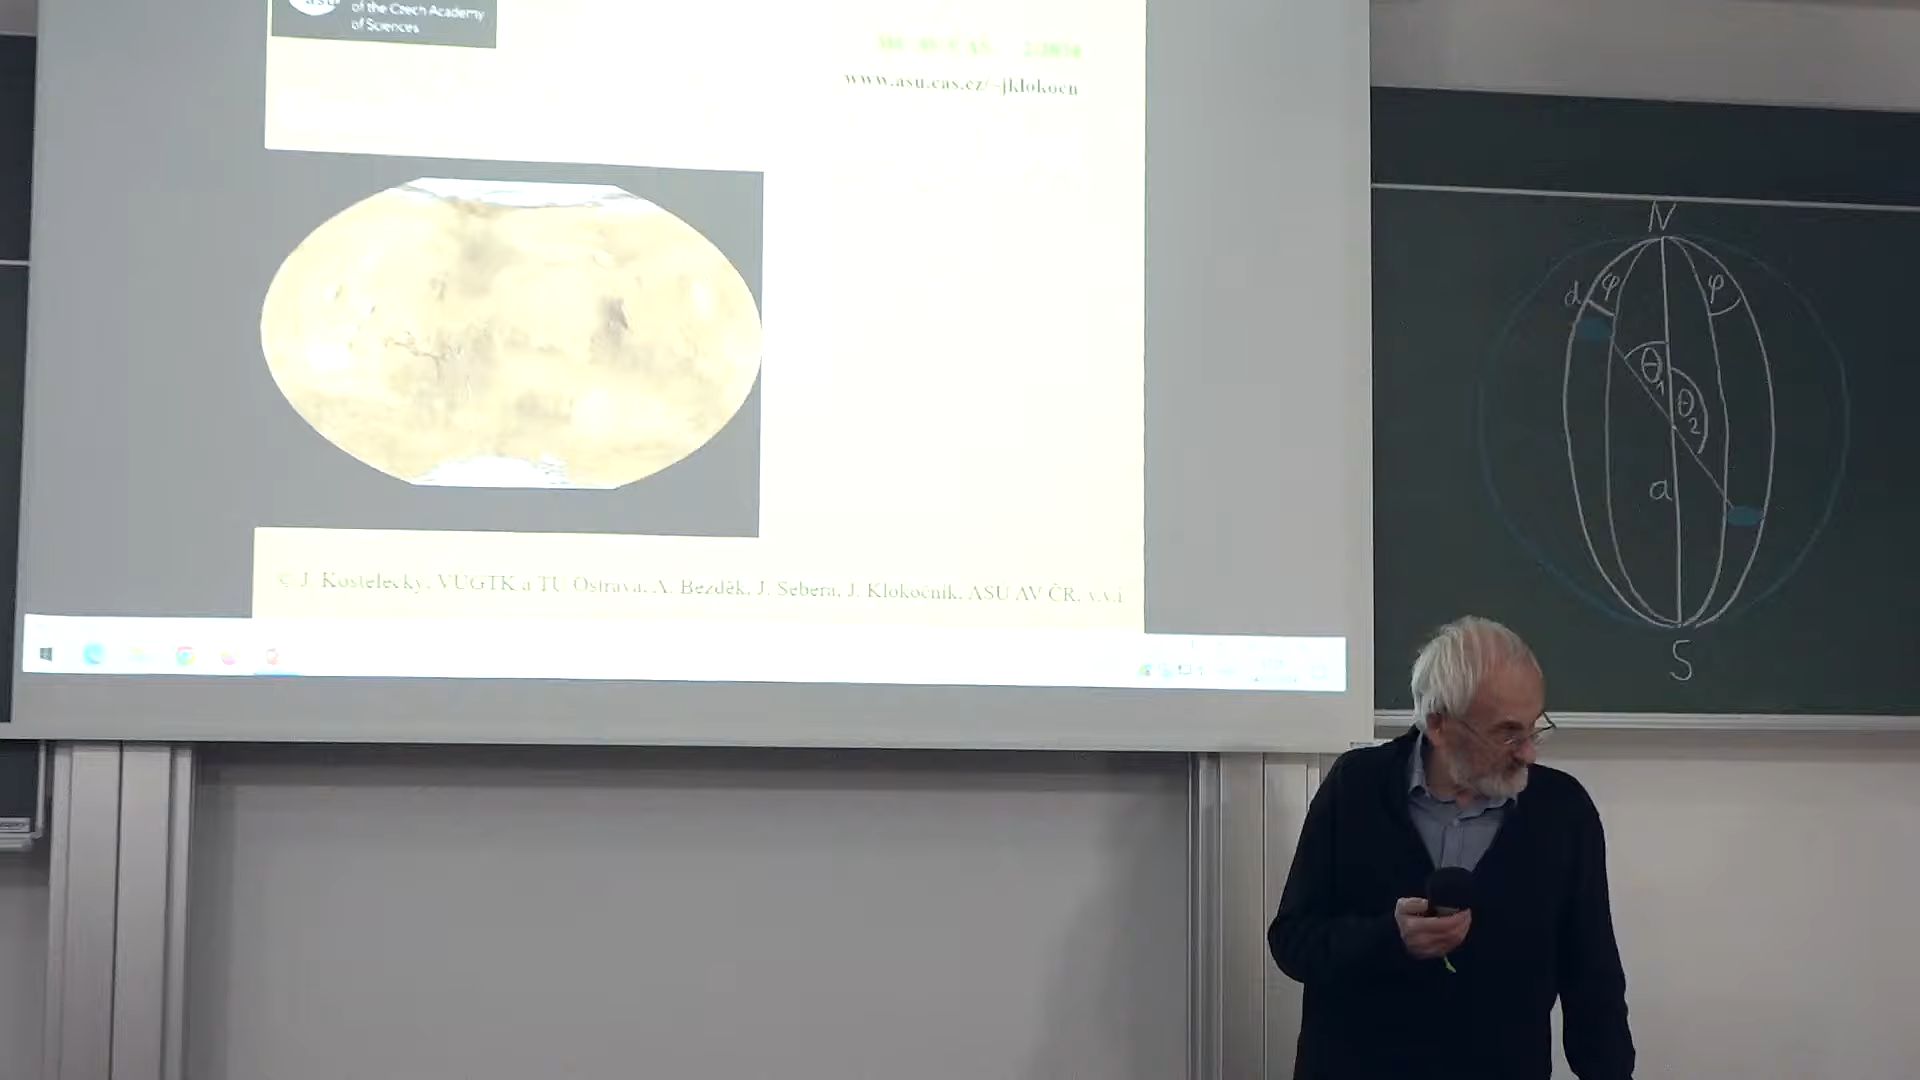 of the Czech Academy
of Sciences
www.asu.cas.cz/~jklokocn
© J. Kostelecký, VÚGTK a TU Ostrava, A. Bezděk, J. Sebera, J. Klokočník, ASU AV ČR, v.v.i.
N
d φ φ
θ1
θ2
a
S